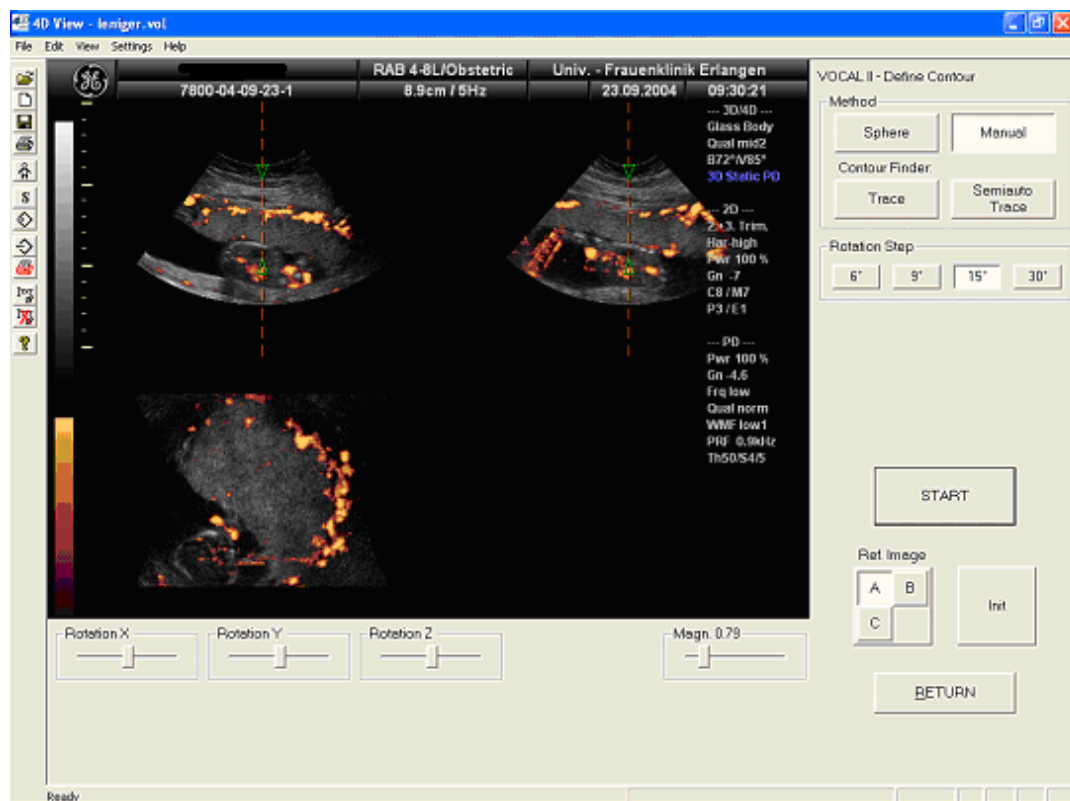 4D View - leniger.vol
File Edit View Settings Help
RAB 4-8L/Obstetric Univ. - Frauenklinik Erlangen
7800-04-09-23-1 8.9cm / 5Hz 23.09.2004 09:30:21
--- 3D/4D ---
Glass Body
Qual mid2
B72°/V85°
3D Static PD
--- 2D ---
2.+3. Trim.
Har-high
Pwr 100 %
Gn -7
C8 / M7
P3 / E1
--- PD ---
Pwr 100 %
Gn -4.6
Frq low
Qual norm
WMF low1
PRF 0.9kHz
Th50/S4/5
VOCAL II - Define Contour
Method
Sphere Manual
Contour Finder:
Trace Semiauto
Trace
Rotation Step
6° 9° 15° 30°
START
Ref. Image
A B
C
Init
RETURN
Rotation X Rotation Y Rotation Z Magn. 0.79
Ready